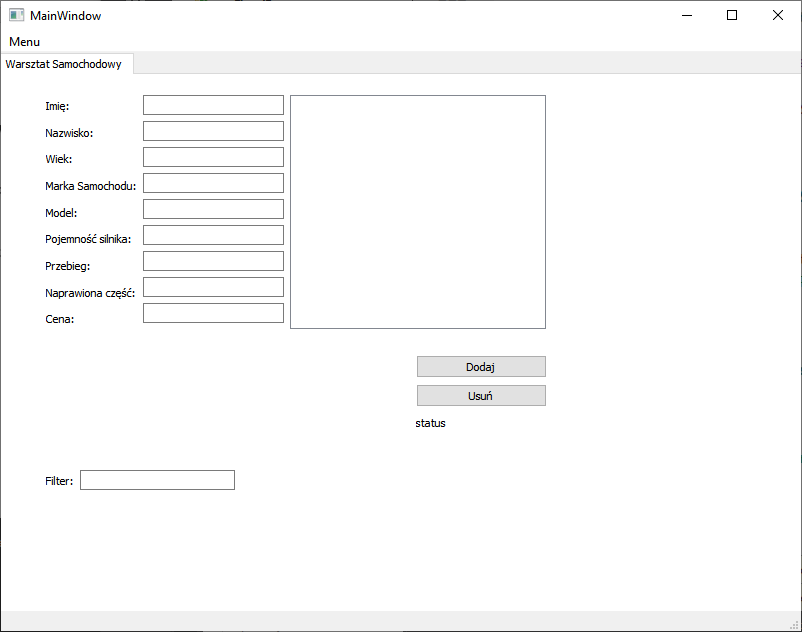 MainWindow
Menu
Warsztat Samochodowy
Imię:
Nazwisko:
Wiek:
Marka Samochodu:
Model:
Pojemność silnika:
Przebieg:
Naprawiona część:
Cena:
Dodaj
Usuń
status
Filter: